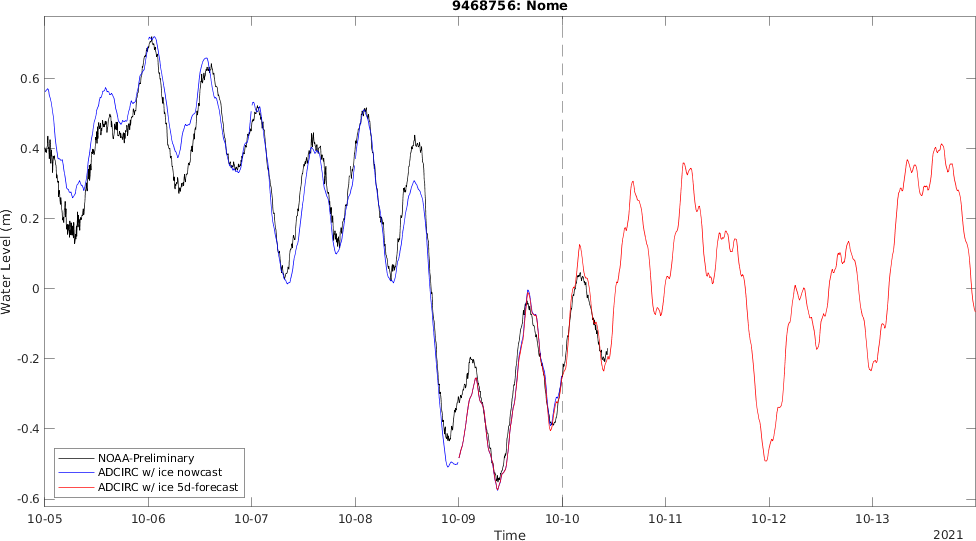 9468756: Nome
Water Level (m)
0.6
0.4
0.2
0
-0.2
-0.4
-0.6
NOAA-Preliminary
ADCIRC w/ ice nowcast
ADCIRC w/ ice 5d-forecast
10-05 10-06 10-07 10-08 10-09 10-10 10-11 10-12 10-13
Time
2021